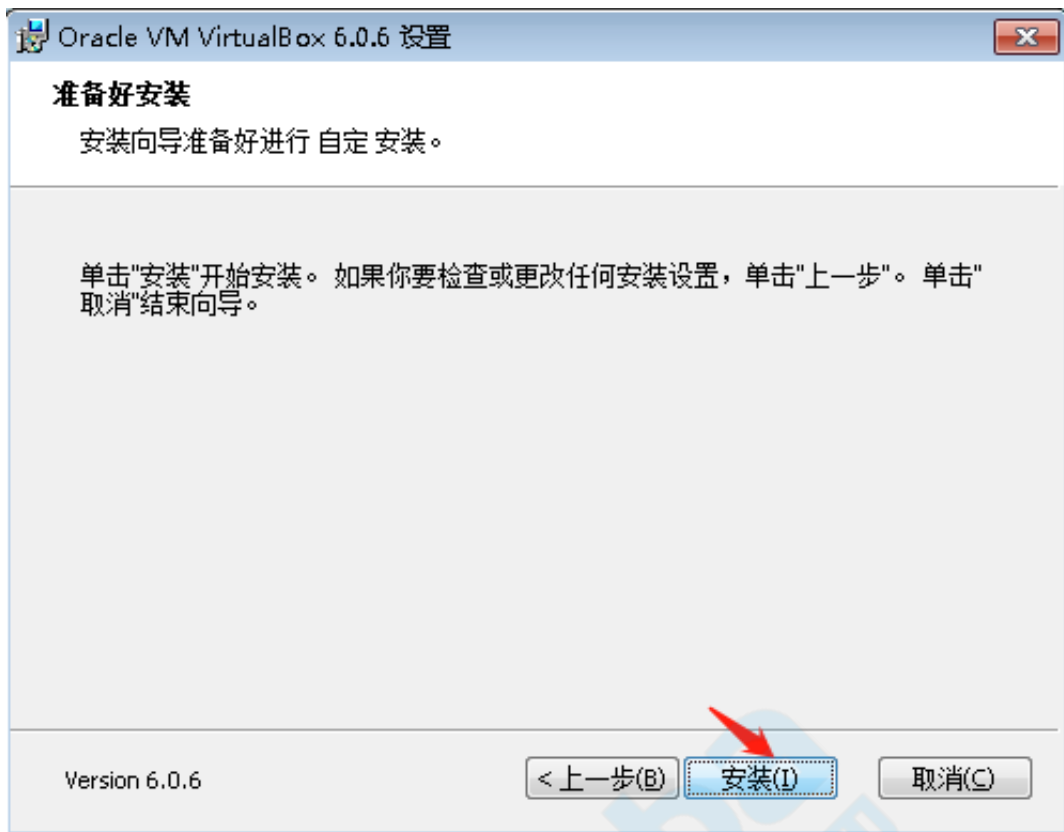 Oracle VM VirtualBox 6.0.6 设置
准备好安装
安装向导准备好进行 自定 安装。
单击"安装"开始安装。 如果你要检查或更改任何安装设置，单击"上一步"。 单击"
取消"结束向导。
Version 6.0.6
<上一步(B)
安装(I)
取消(C)